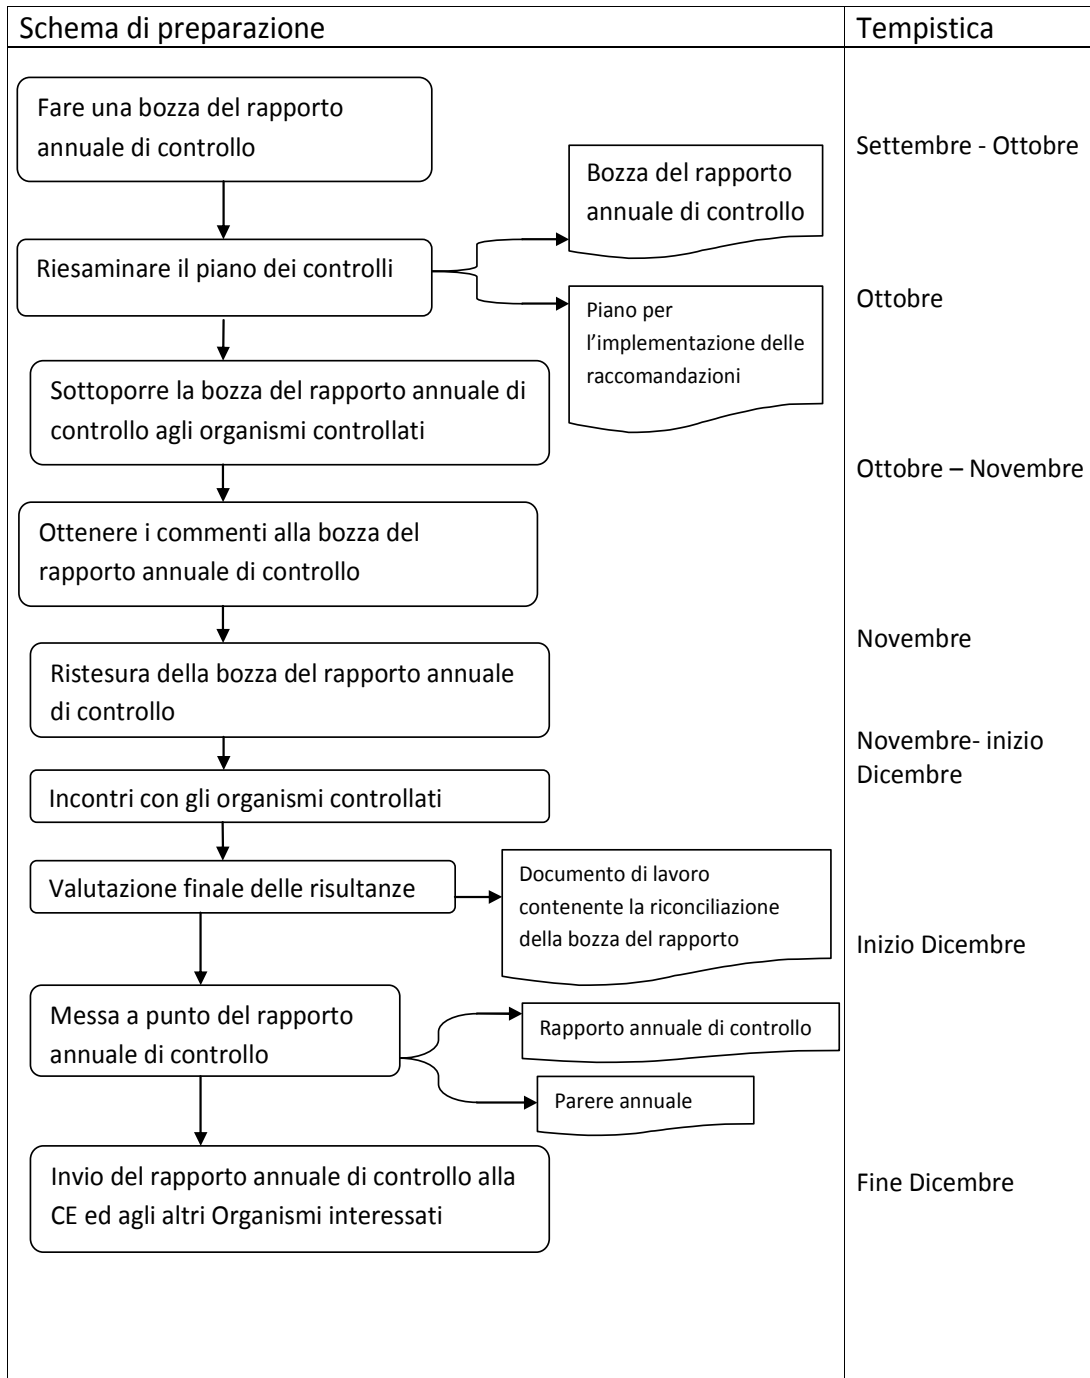 Schema di preparazione
Tempistica
Fare una bozza del rapporto
annuale di controllo
Settembre - Ottobre
Bozza del rapporto
annuale di controllo
Riesaminare il piano dei controlli
Ottobre
Piano per
l'implementazione delle
raccomandazioni
Sottoporre la bozza del rapporto annuale di
controllo agli organismi controllati
Ottobre – Novembre
Ottenere i commenti alla bozza del
rapporto annuale di controllo
Novembre
Ristesura della bozza del rapporto annuale
di controllo
Novembre- inizio
Dicembre
Incontri con gli organismi controllati
Valutazione finale delle risultanze
Documento di lavoro
contenente la riconciliazione
della bozza del rapporto
Inizio Dicembre
Messa a punto del rapporto
annuale di controllo
Rapporto annuale di controllo
Parere annuale
Invio del rapporto annuale di controllo alla
CE ed agli altri Organismi interessati
Fine Dicembre